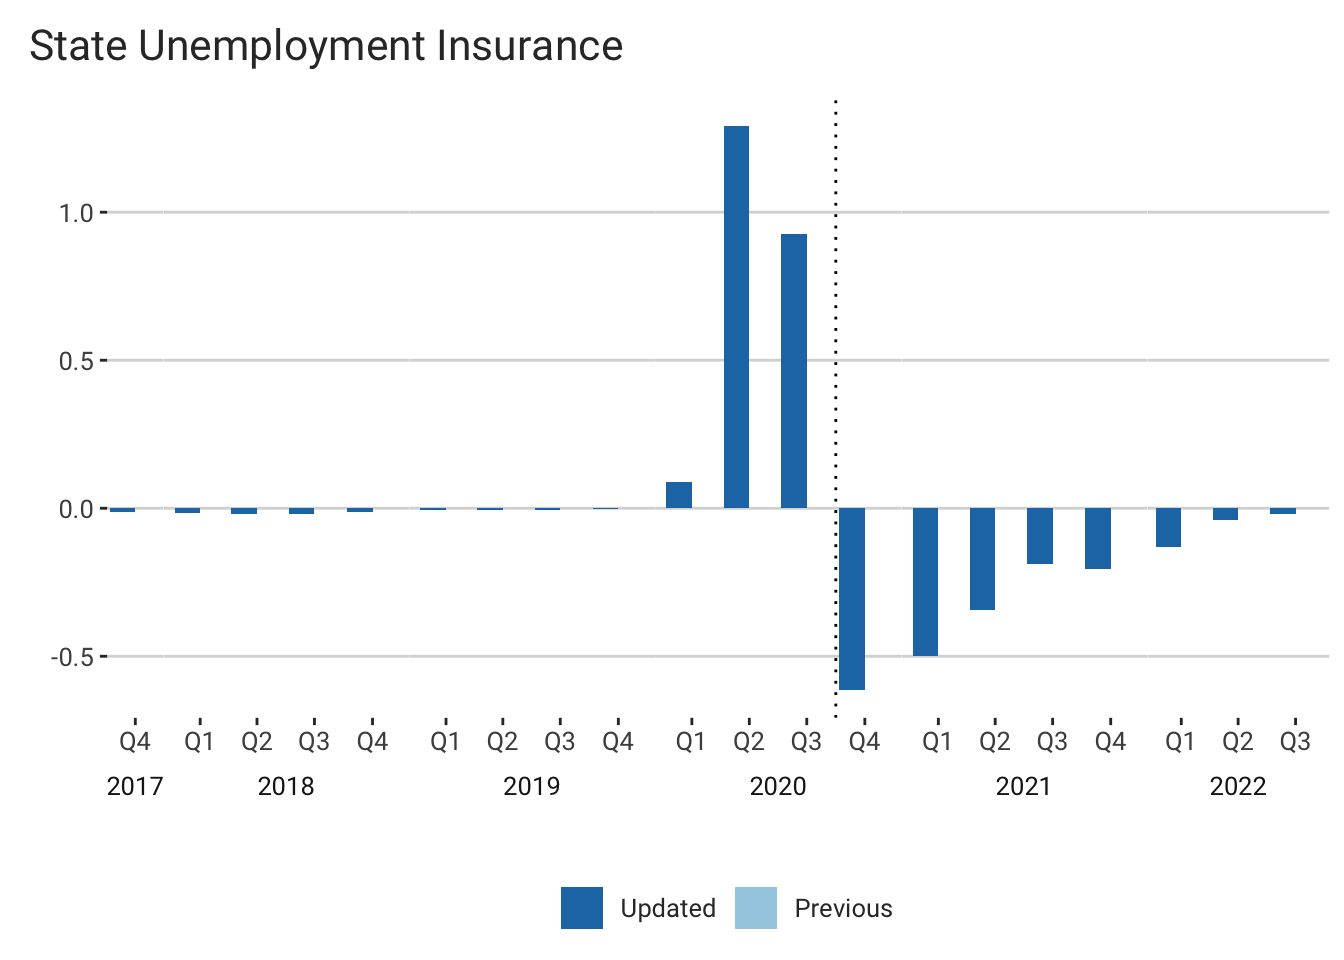 State Unemployment Insurance
1.0
0.5
0.0
-0.5
Q4 Q1 Q2 Q3 Q4 Q1 Q2 Q3 Q4 Q1 Q2 Q3 Q4 Q1 Q2 Q3 Q4 Q1 Q2 Q3
2017 2018 2019 2020 2021 2022
Updated Previous